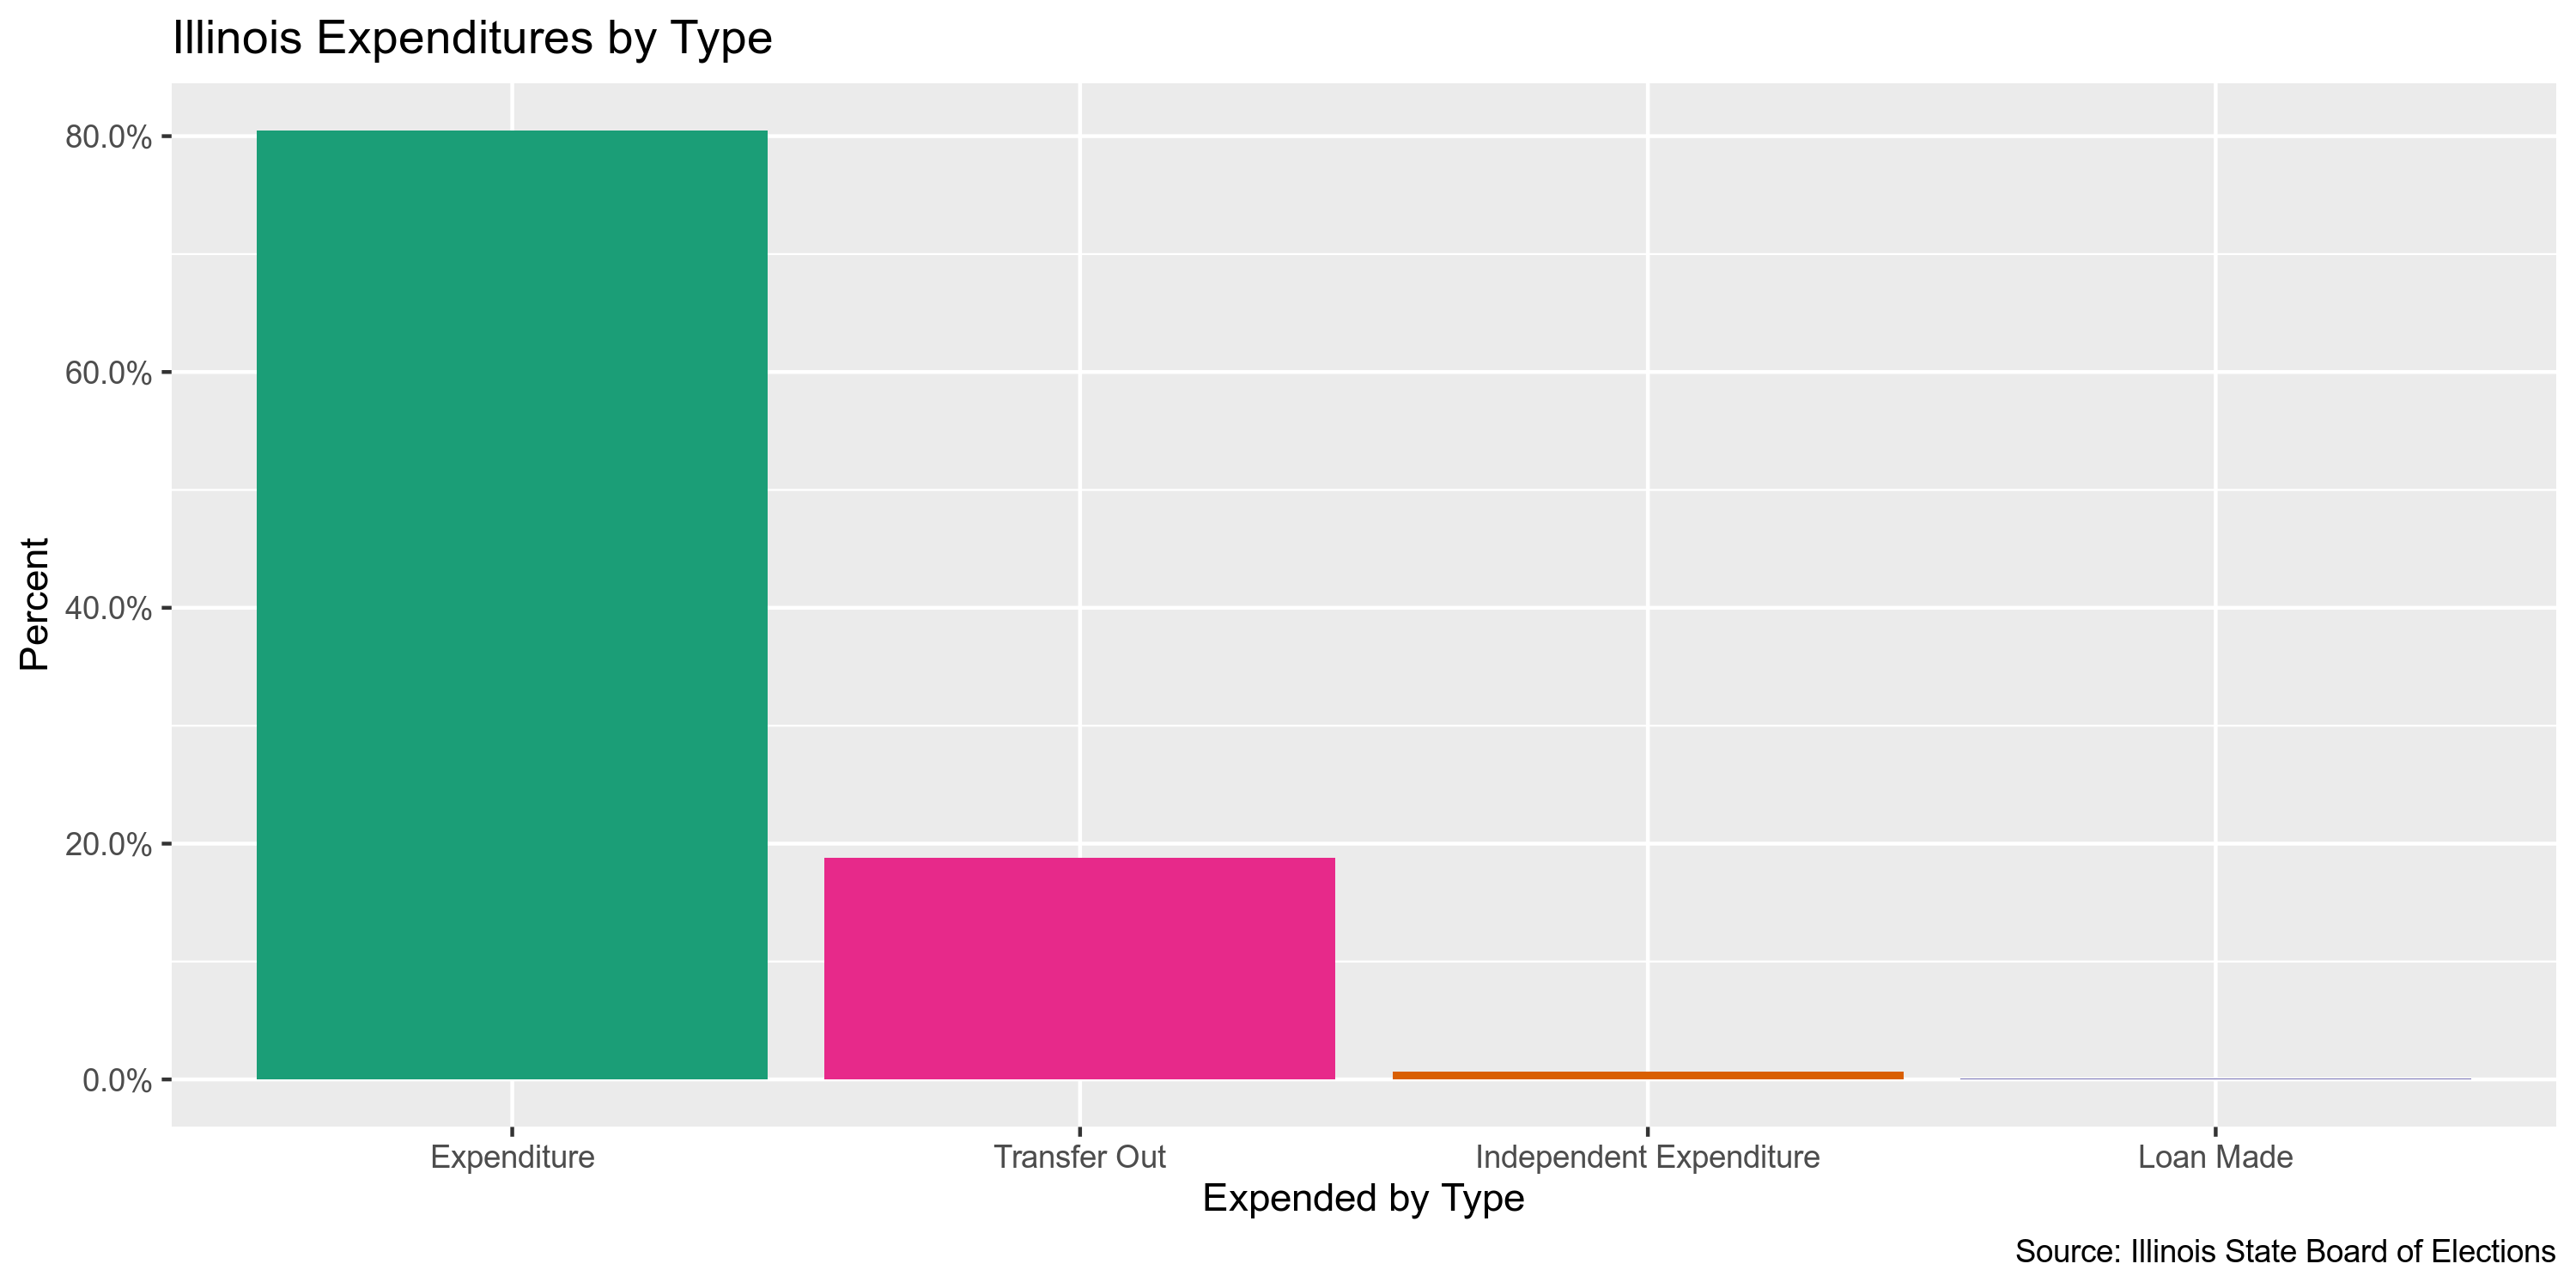 Illinois Expenditures by Type
Percent
80.0%
60.0%
40.0%
20.0%
0.0%
Expenditure
Transfer Out
Independent Expenditure
Loan Made
Expended by Type
Source: Illinois State Board of Elections